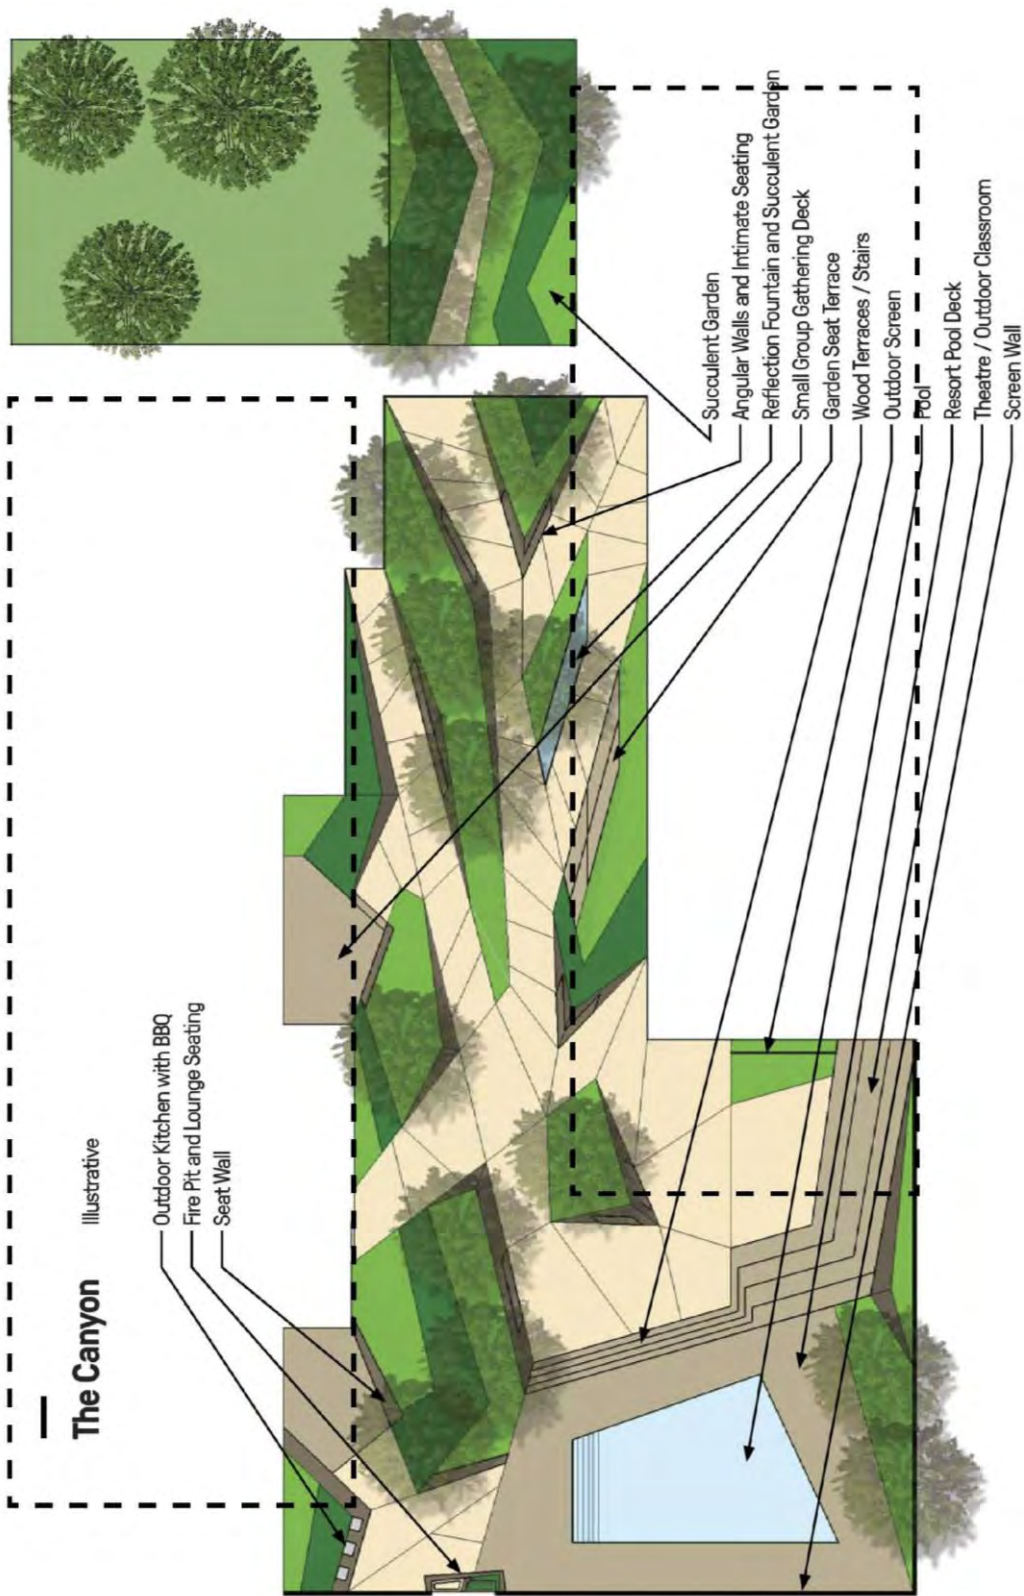 The Canyon
Illustrative
Outdoor Kitchen with BBQ
Fire Pit and Lounge Seating
Seat Wall
Succulent Garden
Angular Walls and Intimate Seating
Reflection Fountain and Succulent Garden
Small Group Gathering Deck
Garden Seat Terrace
Wood Terraces / Stairs
Outdoor Screen
Pool
Resort Pool Deck
Theatre / Outdoor Classroom
Screen Wall